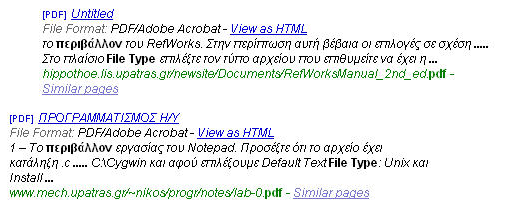 [PDF] Untitled
File Format: PDF/Adobe Acrobat - View as HTML
το περιβάλλον του RefWorks. Στην περίπτωση αυτή βέβαια οι επιλογές σε σχέση .....
Στο πλαίσιο File Type επιλέξτε τον τύπο αρχείου που επιθυμείτε να έχει η ...
hippothoe.lis.upatras.gr/newsite/Documents/RefWorksManual_2nd_ed.pdf -
Similar pages
[PDF] ΠΡΟΓΡΑΜΜΑΤΙΣΜΟΣ Η/Υ
File Format: PDF/Adobe Acrobat - View as HTML
1 – Το περιβάλλον εργασίας του Notepad. Προσέξτε ότι το αρχείο έχει
κατάληξη .c ..... C:\Cygwin και αφού επιλέξουμε Default Text File Type: Unix και
Install ...
www.mech.upatras.gr/~nikos/progr/notes/lab-0.pdf - Similar pages